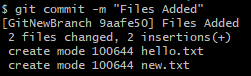 $ git commit -m "Files Added"
[GitNewBranch 9aafe50] Files Added
 2 files changed, 2 insertions(+)
 create mode 100644 hello.txt
 create mode 100644 new.txt